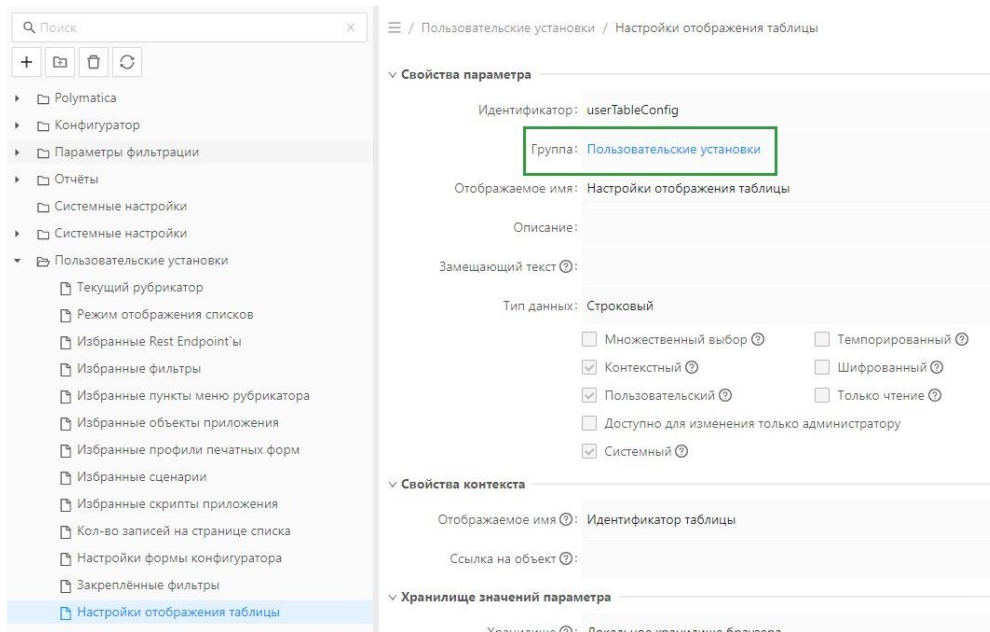 Поиск
Polymatica
Конфигуратор
Параметры фильтрации
Отчёты
Системные настройки
Системные настройки
Пользовательские установки
Текущий рубрикатор
Режим отображения списков
Избранные Rest Endpoint`ы
Избранные фильтры
Избранные пункты меню рубрикатора
Избранные объекты приложения
Избранные профили печатных форм
Избранные сценарии
Избранные скрипты приложения
Кол-во записей на странице списка
Настройки формы конфигуратора
Закреплённые фильтры
Настройки отображения таблицы
/ Пользовательские установки / Настройки отображения таблицы
Свойства параметра
Идентификатор: userTableConfig
Группа: Пользовательские установки
Отображаемое имя: Настройки отображения таблицы
Описание:
Замещающий текст:
Тип данных: Строковый
Множественный выбор Темпорированный
Контекстный Шифрованный
Пользовательский Только чтение
Доступно для изменения только администратору
Системный
Свойства контекста
Отображаемое имя: Идентификатор таблицы
Ссылка на объект:
Хранилище значений параметра
Хранилище: Локальное хранилище браузера